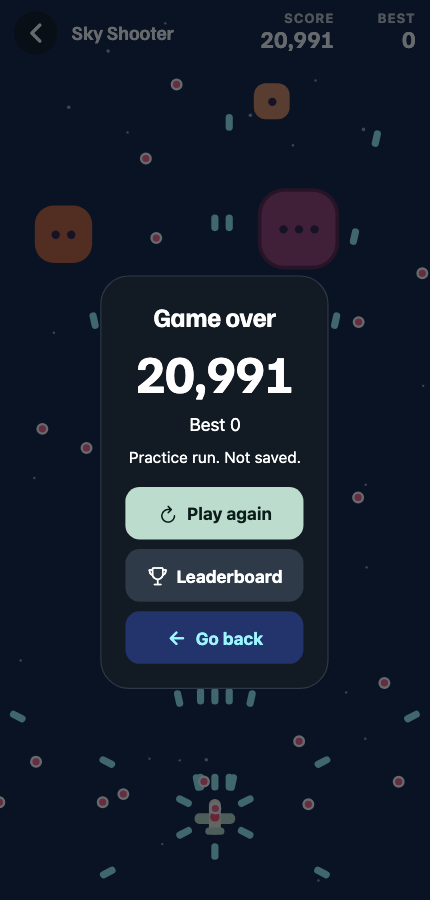 Sky Shooter
SCORE
20,991
BEST
0
Game over
20,991
Best 0
Practice run. Not saved.
Play again
Leaderboard
Go back